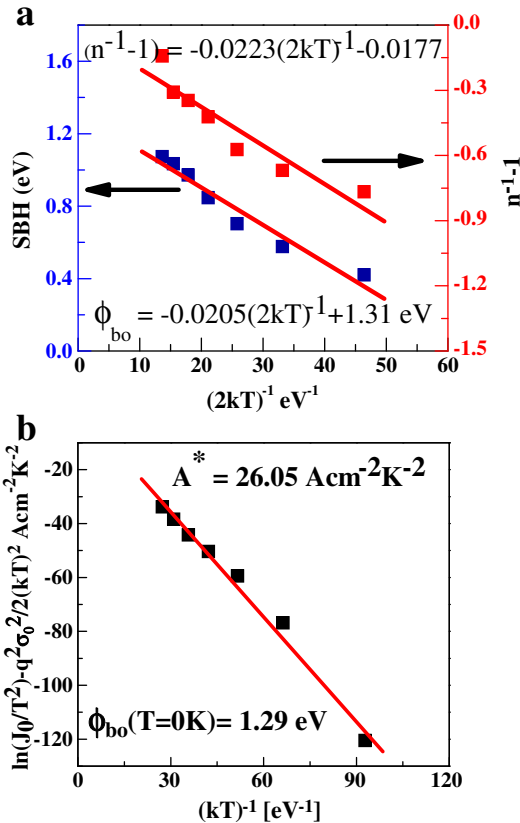 a
(n⁻¹-1) = -0.0223(2kT)⁻¹-0.0177
SBH (eV)
1.6
1.2
0.8
0.4
0.0
0.0
-0.3
-0.6
-0.9
-1.2
-1.5
n⁻¹-1
ϕbo = -0.0205(2kT)⁻¹+1.31 eV
0 10 20 30 40 50 60
(2kT)⁻¹ eV⁻¹
b
A* = 26.05 Acm⁻²K⁻²
ln(J₀/T²)-q²σ₀²/2(kT)² Acm⁻²K⁻²
-20
-40
-60
-80
-100
-120
ϕbo(T=0K)= 1.29 eV
0 30 60 90 120
(kT)⁻¹ [eV⁻¹]